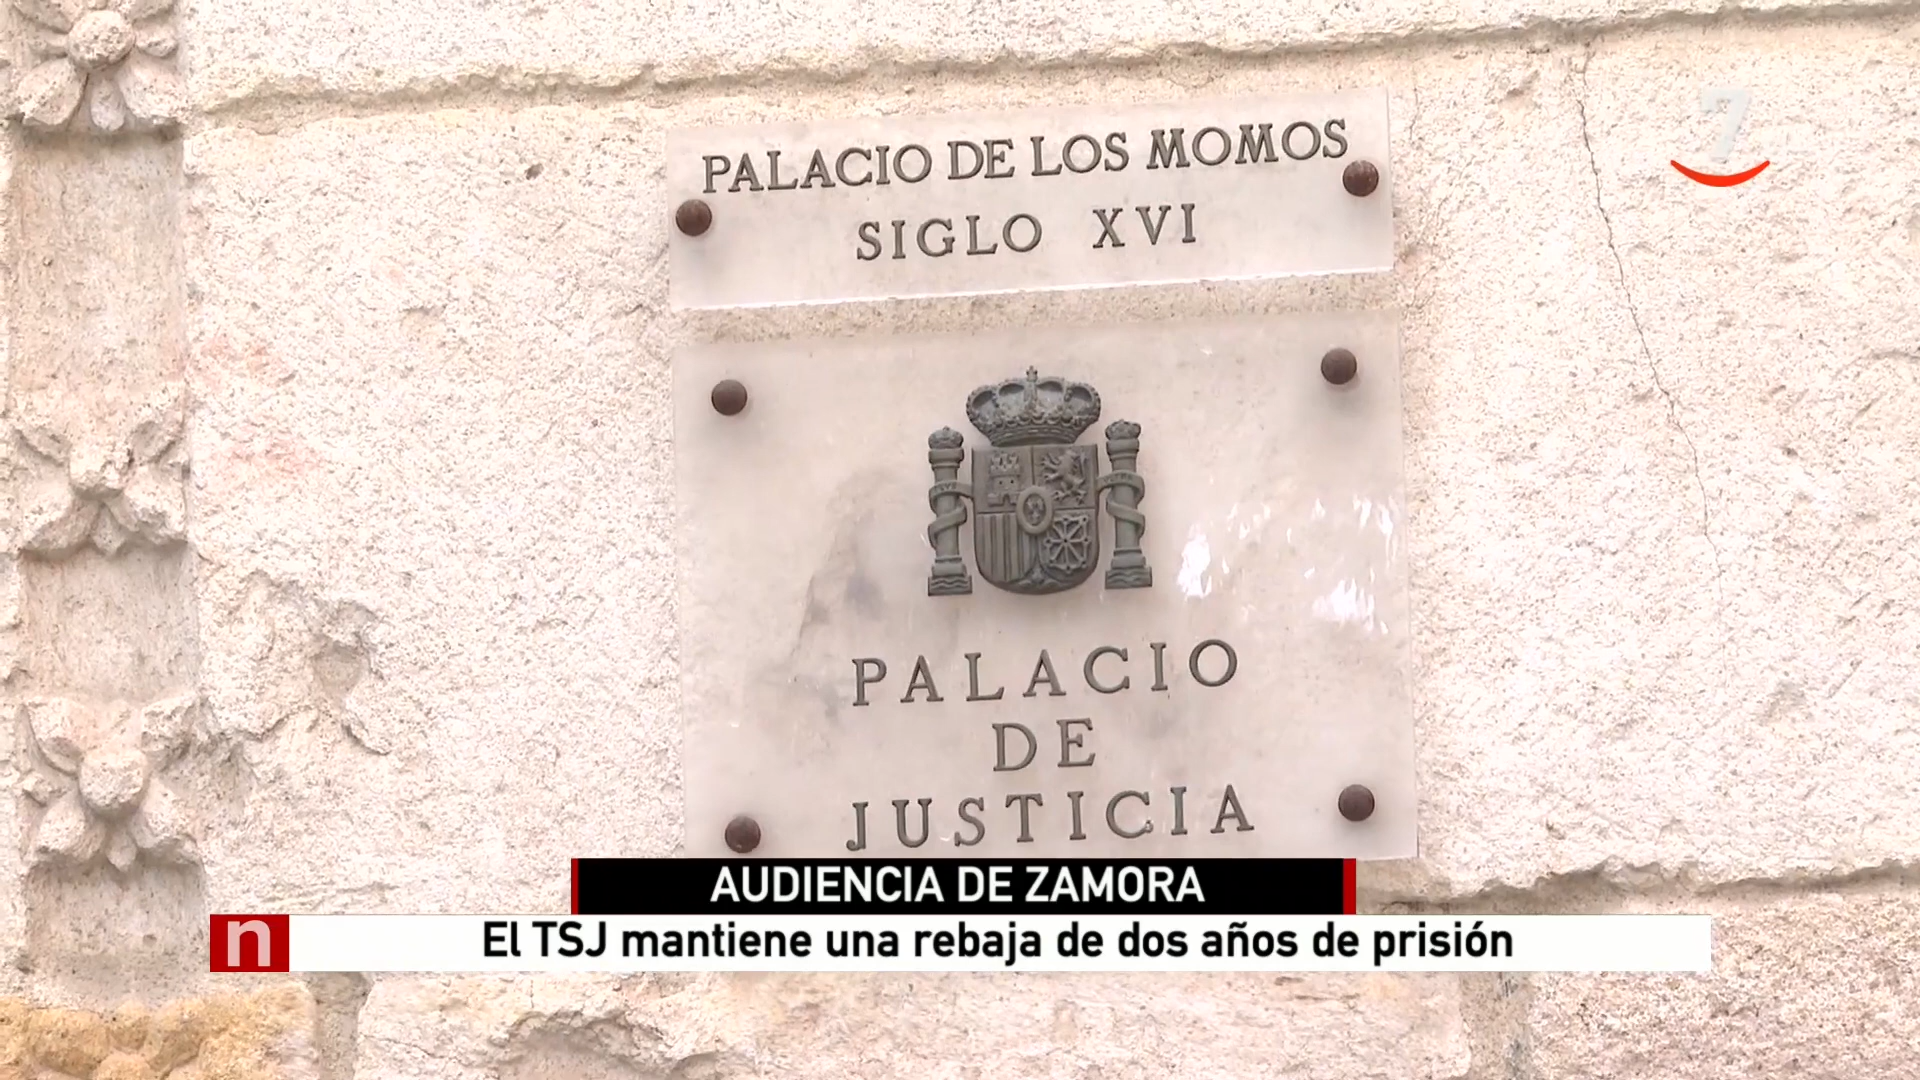 PALACIO DE LOS MOMOS
SIGLO XVI
7
PALACIO
DE
JUSTICIA
AUDIENCIA DE ZAMORA
n
El TSJ mantiene una rebaja de dos años de prisión